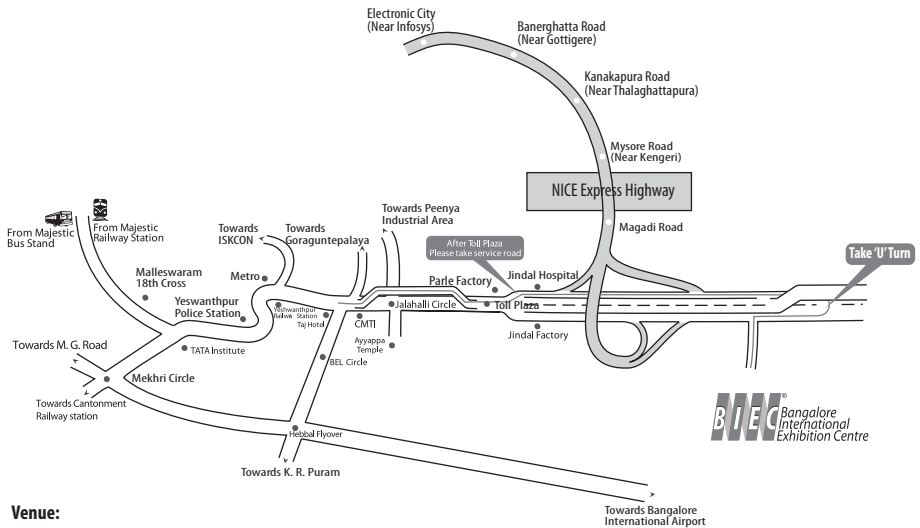 Electronic City
(Near Infosys)
Banerghatta Road
(Near Gottigere)
Kanakapura Road
(Near Thalaghattapura)
Mysore Road
(Near Kengeri)
NICE Express Highway
Magadi Road
Towards Peenya
Industrial Area
From Majestic
Bus Stand
From Majestic
Railway Station
Towards
ISKCON
Towards
Goraguntepalaya
After Toll Plaza
Please take service road
Take 'U' Turn
Malleswaram
18th Cross
Metro
Parle Factory
Jindal Hospital
Yeswanthpur
Police Station
Yeshwanthpur
Railwa Station
Taj Hotel
Jalahalli Circle
Toll Plaza
CMTI
Jindal Factory
Ayyappa
Temple
Towards M. G. Road
TATA Institute
BEL Circle
Mekhri Circle
Towards Cantonment
Railway station
Hebbal Flyover
Towards K. R. Puram
BIEC®
Bangalore
International
Exhibition Centre
Towards Bangalore
International Airport
Venue: